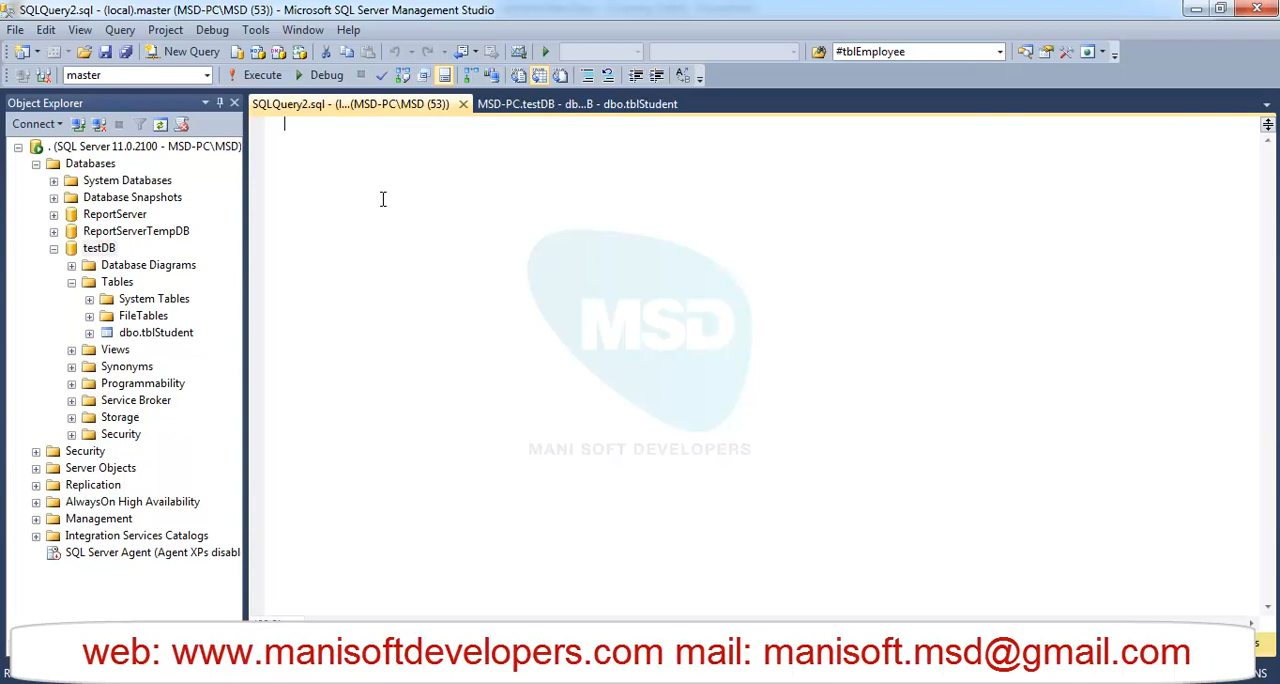 SQLQuery2.sql - (local).master (MSD-PC\MSD (53)) - Microsoft SQL Server Management Studio
File Edit View Query Project Debug Tools Window Help
New Query #tblEmployee
master Execute Debug
Object Explorer
SQLQuery2.sql - (l...(MSD-PC\MSD (53)) MSD-PC.testDB - db...B - dbo.tblStudent
Connect
. (SQL Server 11.0.2100 - MSD-PC\MSD)
Databases
System Databases
Database Snapshots
ReportServer
ReportServerTempDB
testDB
Database Diagrams
Tables
System Tables
FileTables
dbo.tblStudent
Views
Synonyms
Programmability
Service Broker
Storage
Security
Security
Server Objects
Replication
AlwaysOn High Availability
Management
Integration Services Catalogs
SQL Server Agent (Agent XPs disabl
MSD
MANI SOFT DEVELOPERS
web: www.manisoftdevelopers.com mail: manisoft.msd@gmail.com